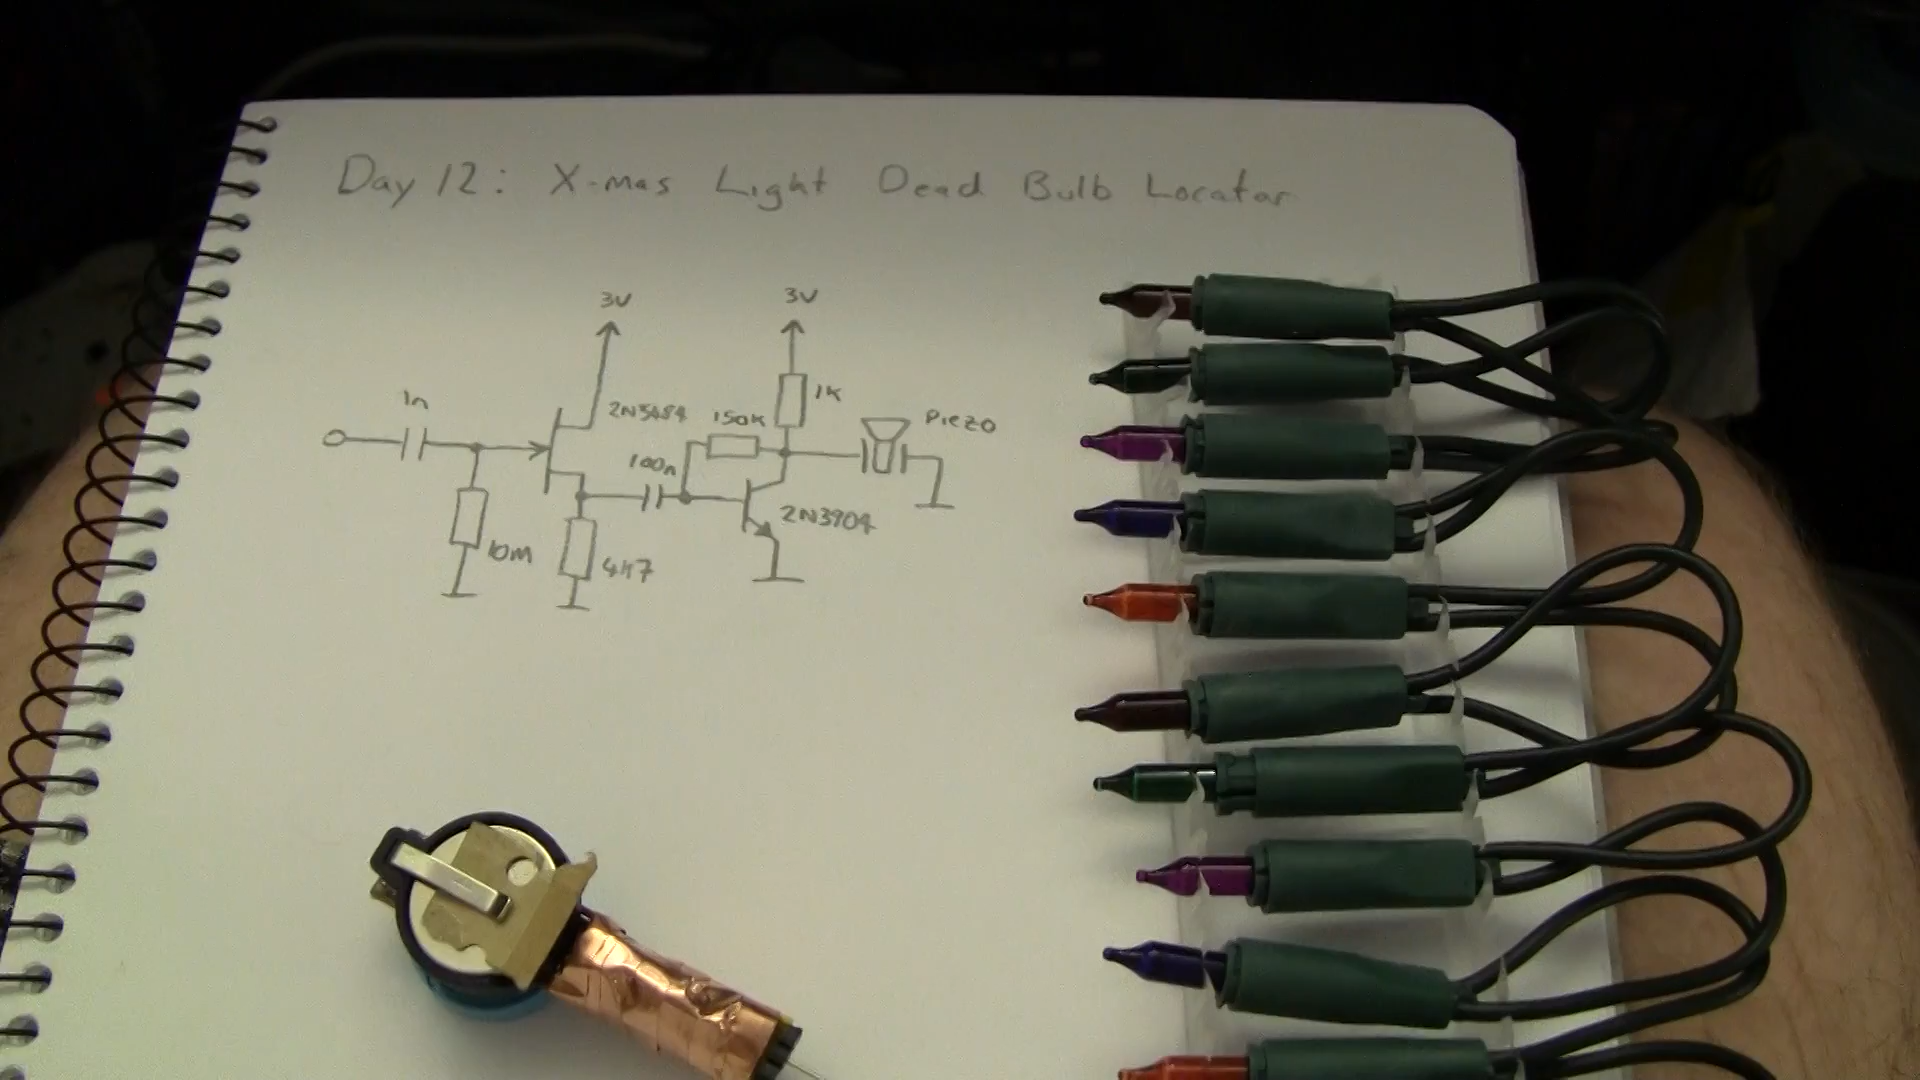 Day 12: X-mas Light Dead Bulb Locator
3V
3V
1n
2N5484
150K
1K
Piezo
100n
2N3904
10M
4K7